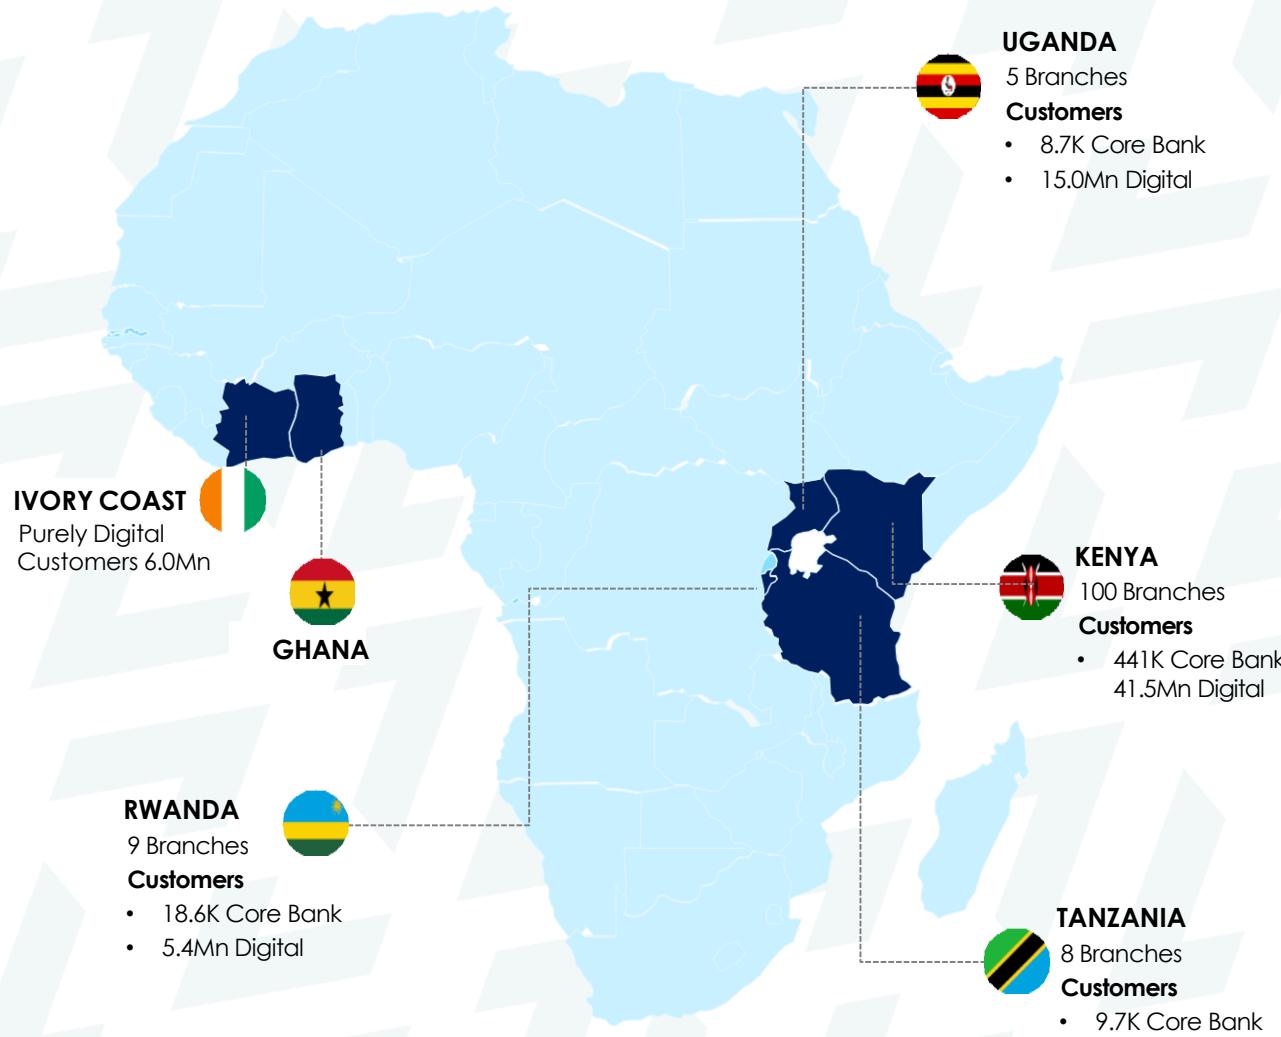 UGANDA
5 Branches
Customers
• 8.7K Core Bank
• 15.0Mn Digital
IVORY COAST
Purely Digital
Customers 6.0Mn
GHANA
KENYA
100 Branches
Customers
• 441K Core Bank
41.5Mn Digital
RWANDA
9 Branches
Customers
• 18.6K Core Bank
• 5.4Mn Digital
TANZANIA
8 Branches
Customers
• 9.7K Core Bank